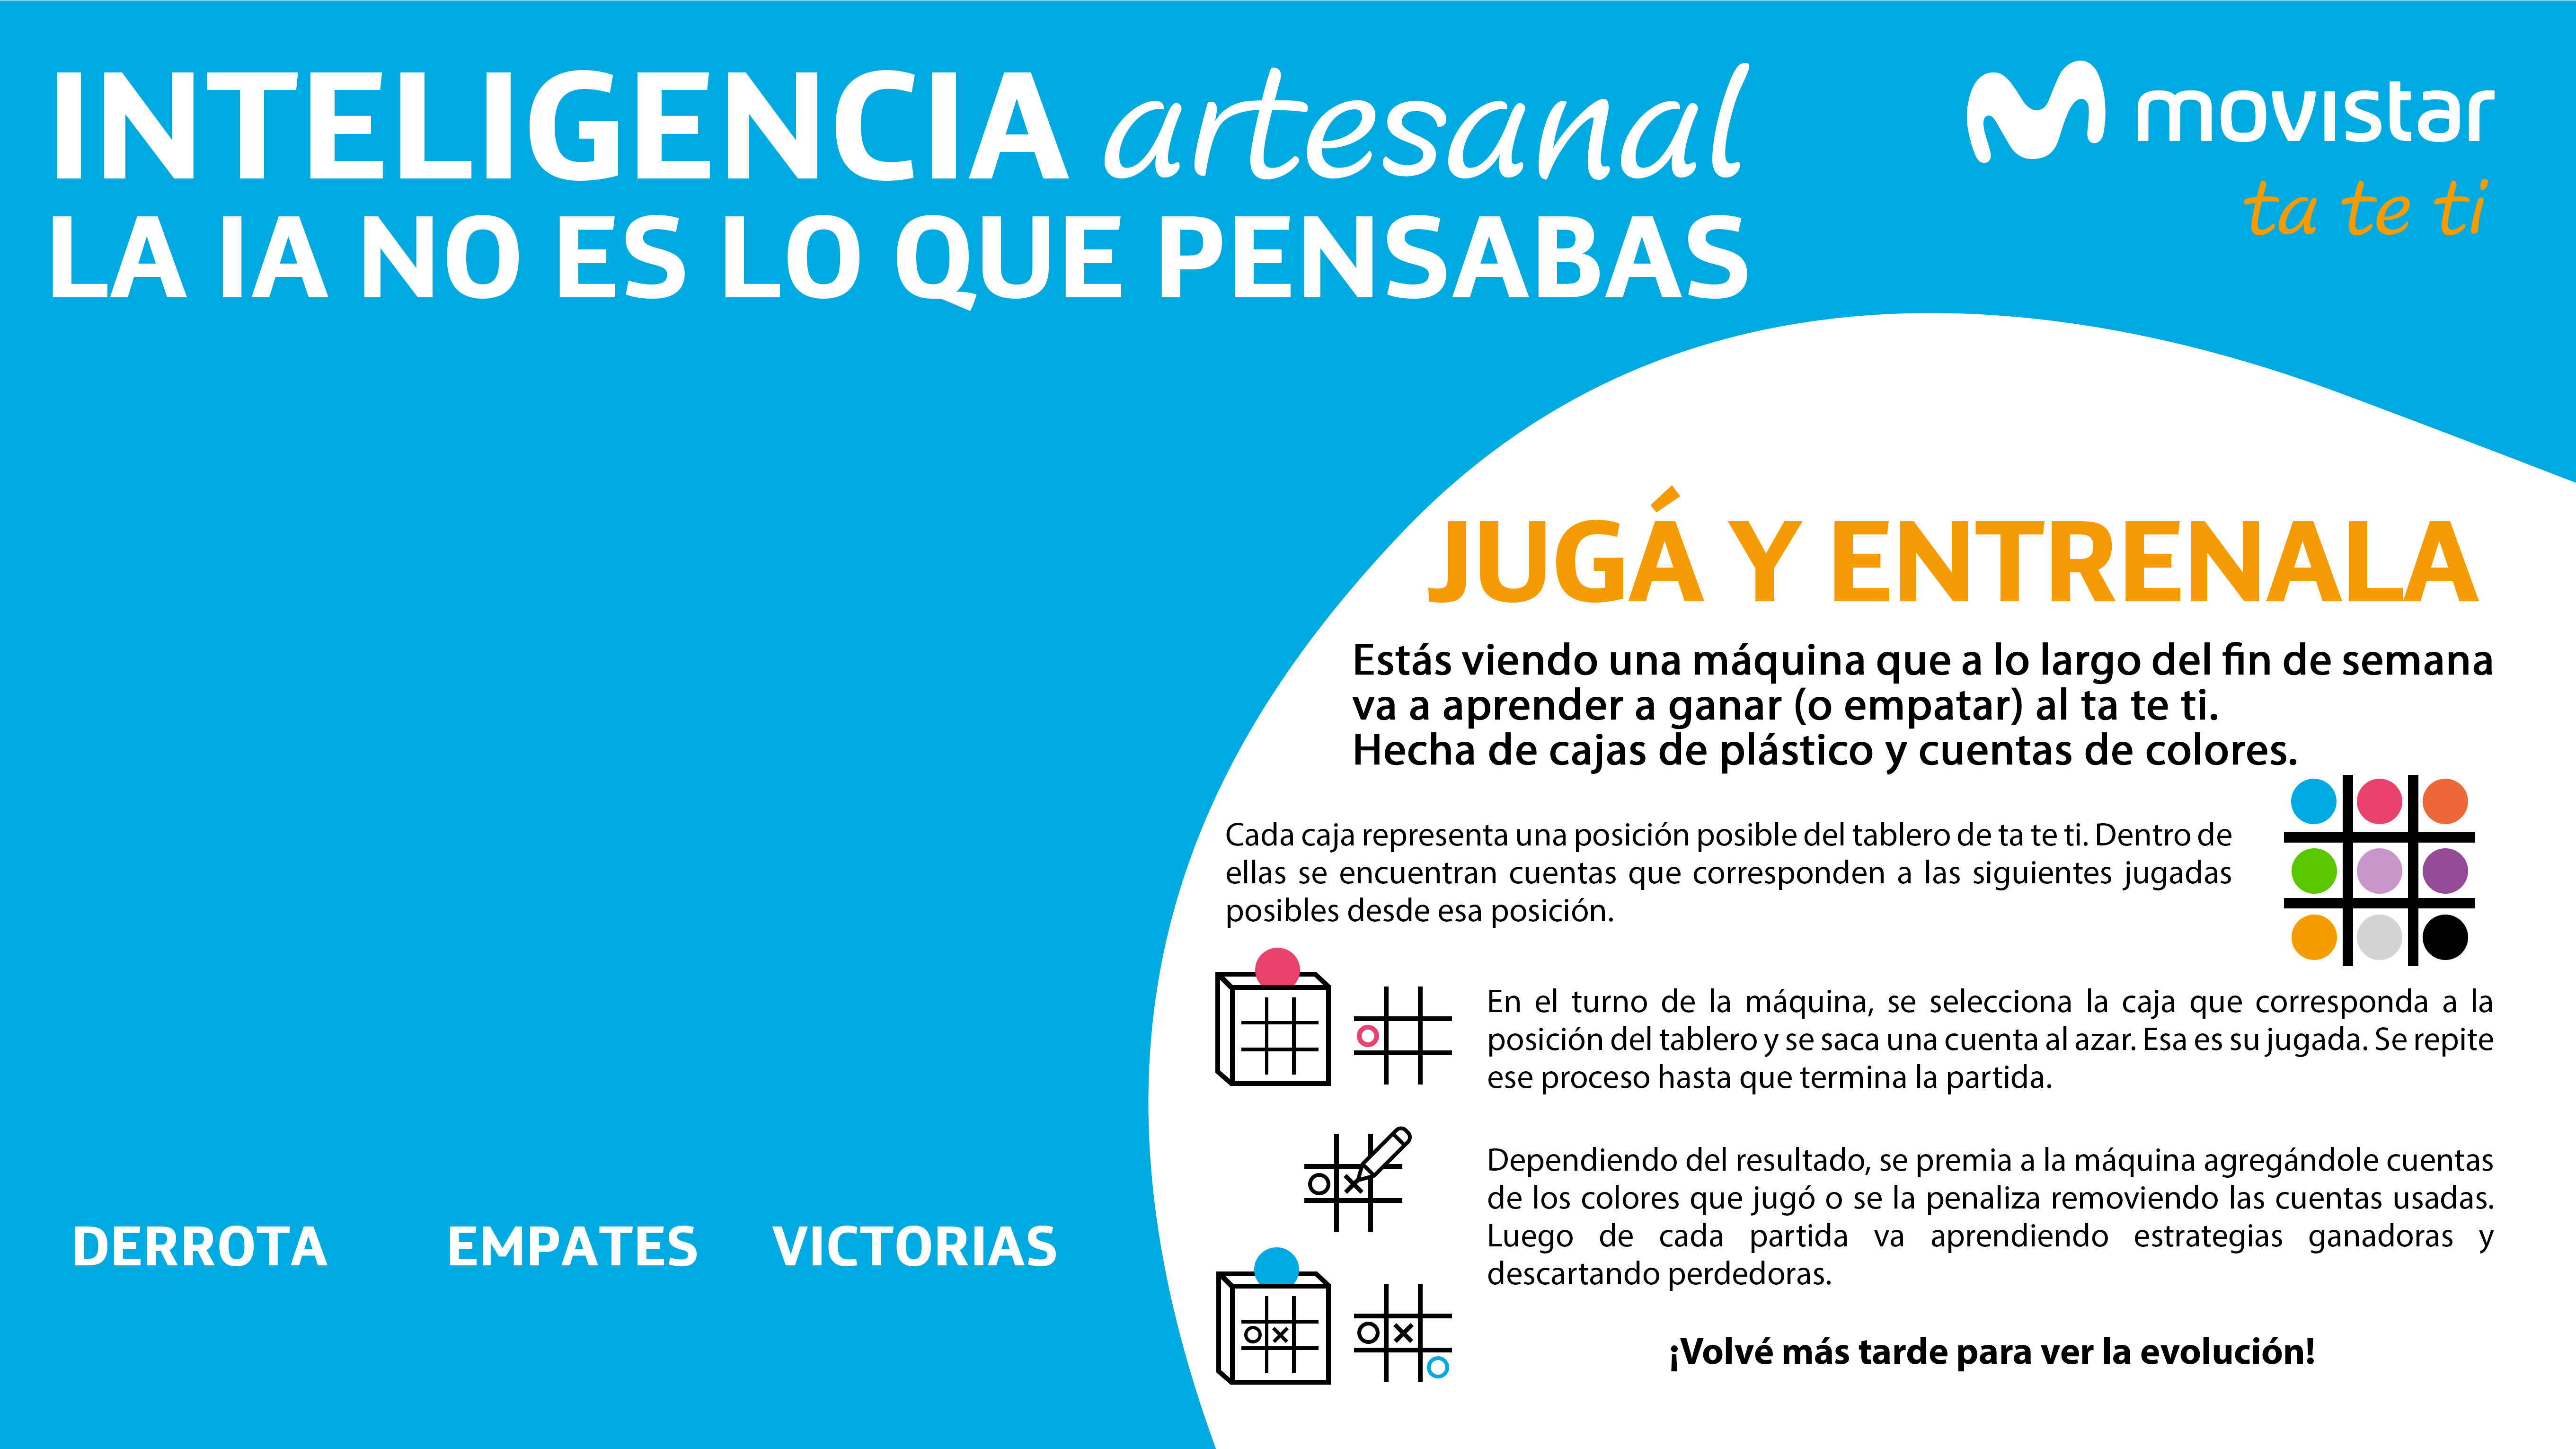 INTELIGENCIA artesanal
LA IA NO ES LO QUE PENSABAS
movistar
ta te ti
JUGÁ Y ENTRENALA
Estás viendo una máquina que a lo largo del fin de semana
va a aprender a ganar (o empatar) al ta te ti.
Hecha de cajas de plástico y cuentas de colores.
Cada caja representa una posición posible del tablero de ta te ti. Dentro de
ellas se encuentran cuentas que corresponden a las siguientes jugadas
posibles desde esa posición.
En el turno de la máquina, se selecciona la caja que corresponda a la
posición del tablero y se saca una cuenta al azar. Esa es su jugada. Se repite
ese proceso hasta que termina la partida.
Dependiendo del resultado, se premia a la máquina agregándole cuentas
de los colores que jugó o se la penaliza removiendo las cuentas usadas.
Luego de cada partida va aprendiendo estrategias ganadoras y
descartando perdedoras.
¡Volvé más tarde para ver la evolución!
DERROTA EMPATES VICTORIAS